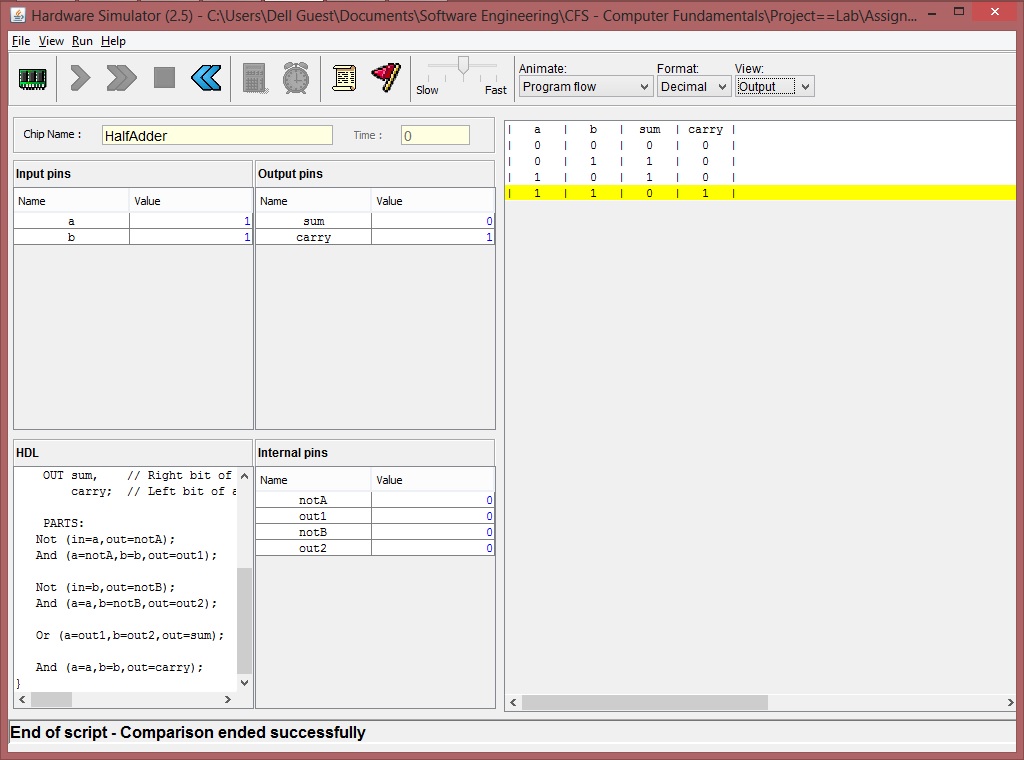 Hardware Simulator (2.5) - C:\Users\Dell Guest\Documents\Software Engineering\CFS - Computer Fundamentals\Project==Lab\Assign...
File View Run Help
Slow Fast
Animate: Format: View:
Program flow Decimal Output
Chip Name : HalfAdder Time : 0
Input pins
Name Value
a 1
b 1
Output pins
Name Value
sum 0
carry 1
HDL
OUT sum, // Right bit of
carry; // Left bit of a
PARTS:
Not (in=a,out=notA);
And (a=notA,b=b,out=out1);
Not (in=b,out=notB);
And (a=a,b=notB,out=out2);
Or (a=out1,b=out2,out=sum);
And (a=a,b=b,out=carry);
}
Internal pins
Name Value
notA 0
out1 0
notB 0
out2 0
| a | b | sum | carry |
| 0 | 0 | 0 | 0 |
| 0 | 1 | 1 | 0 |
| 1 | 0 | 1 | 0 |
| 1 | 1 | 0 | 1 |
End of script - Comparison ended successfully